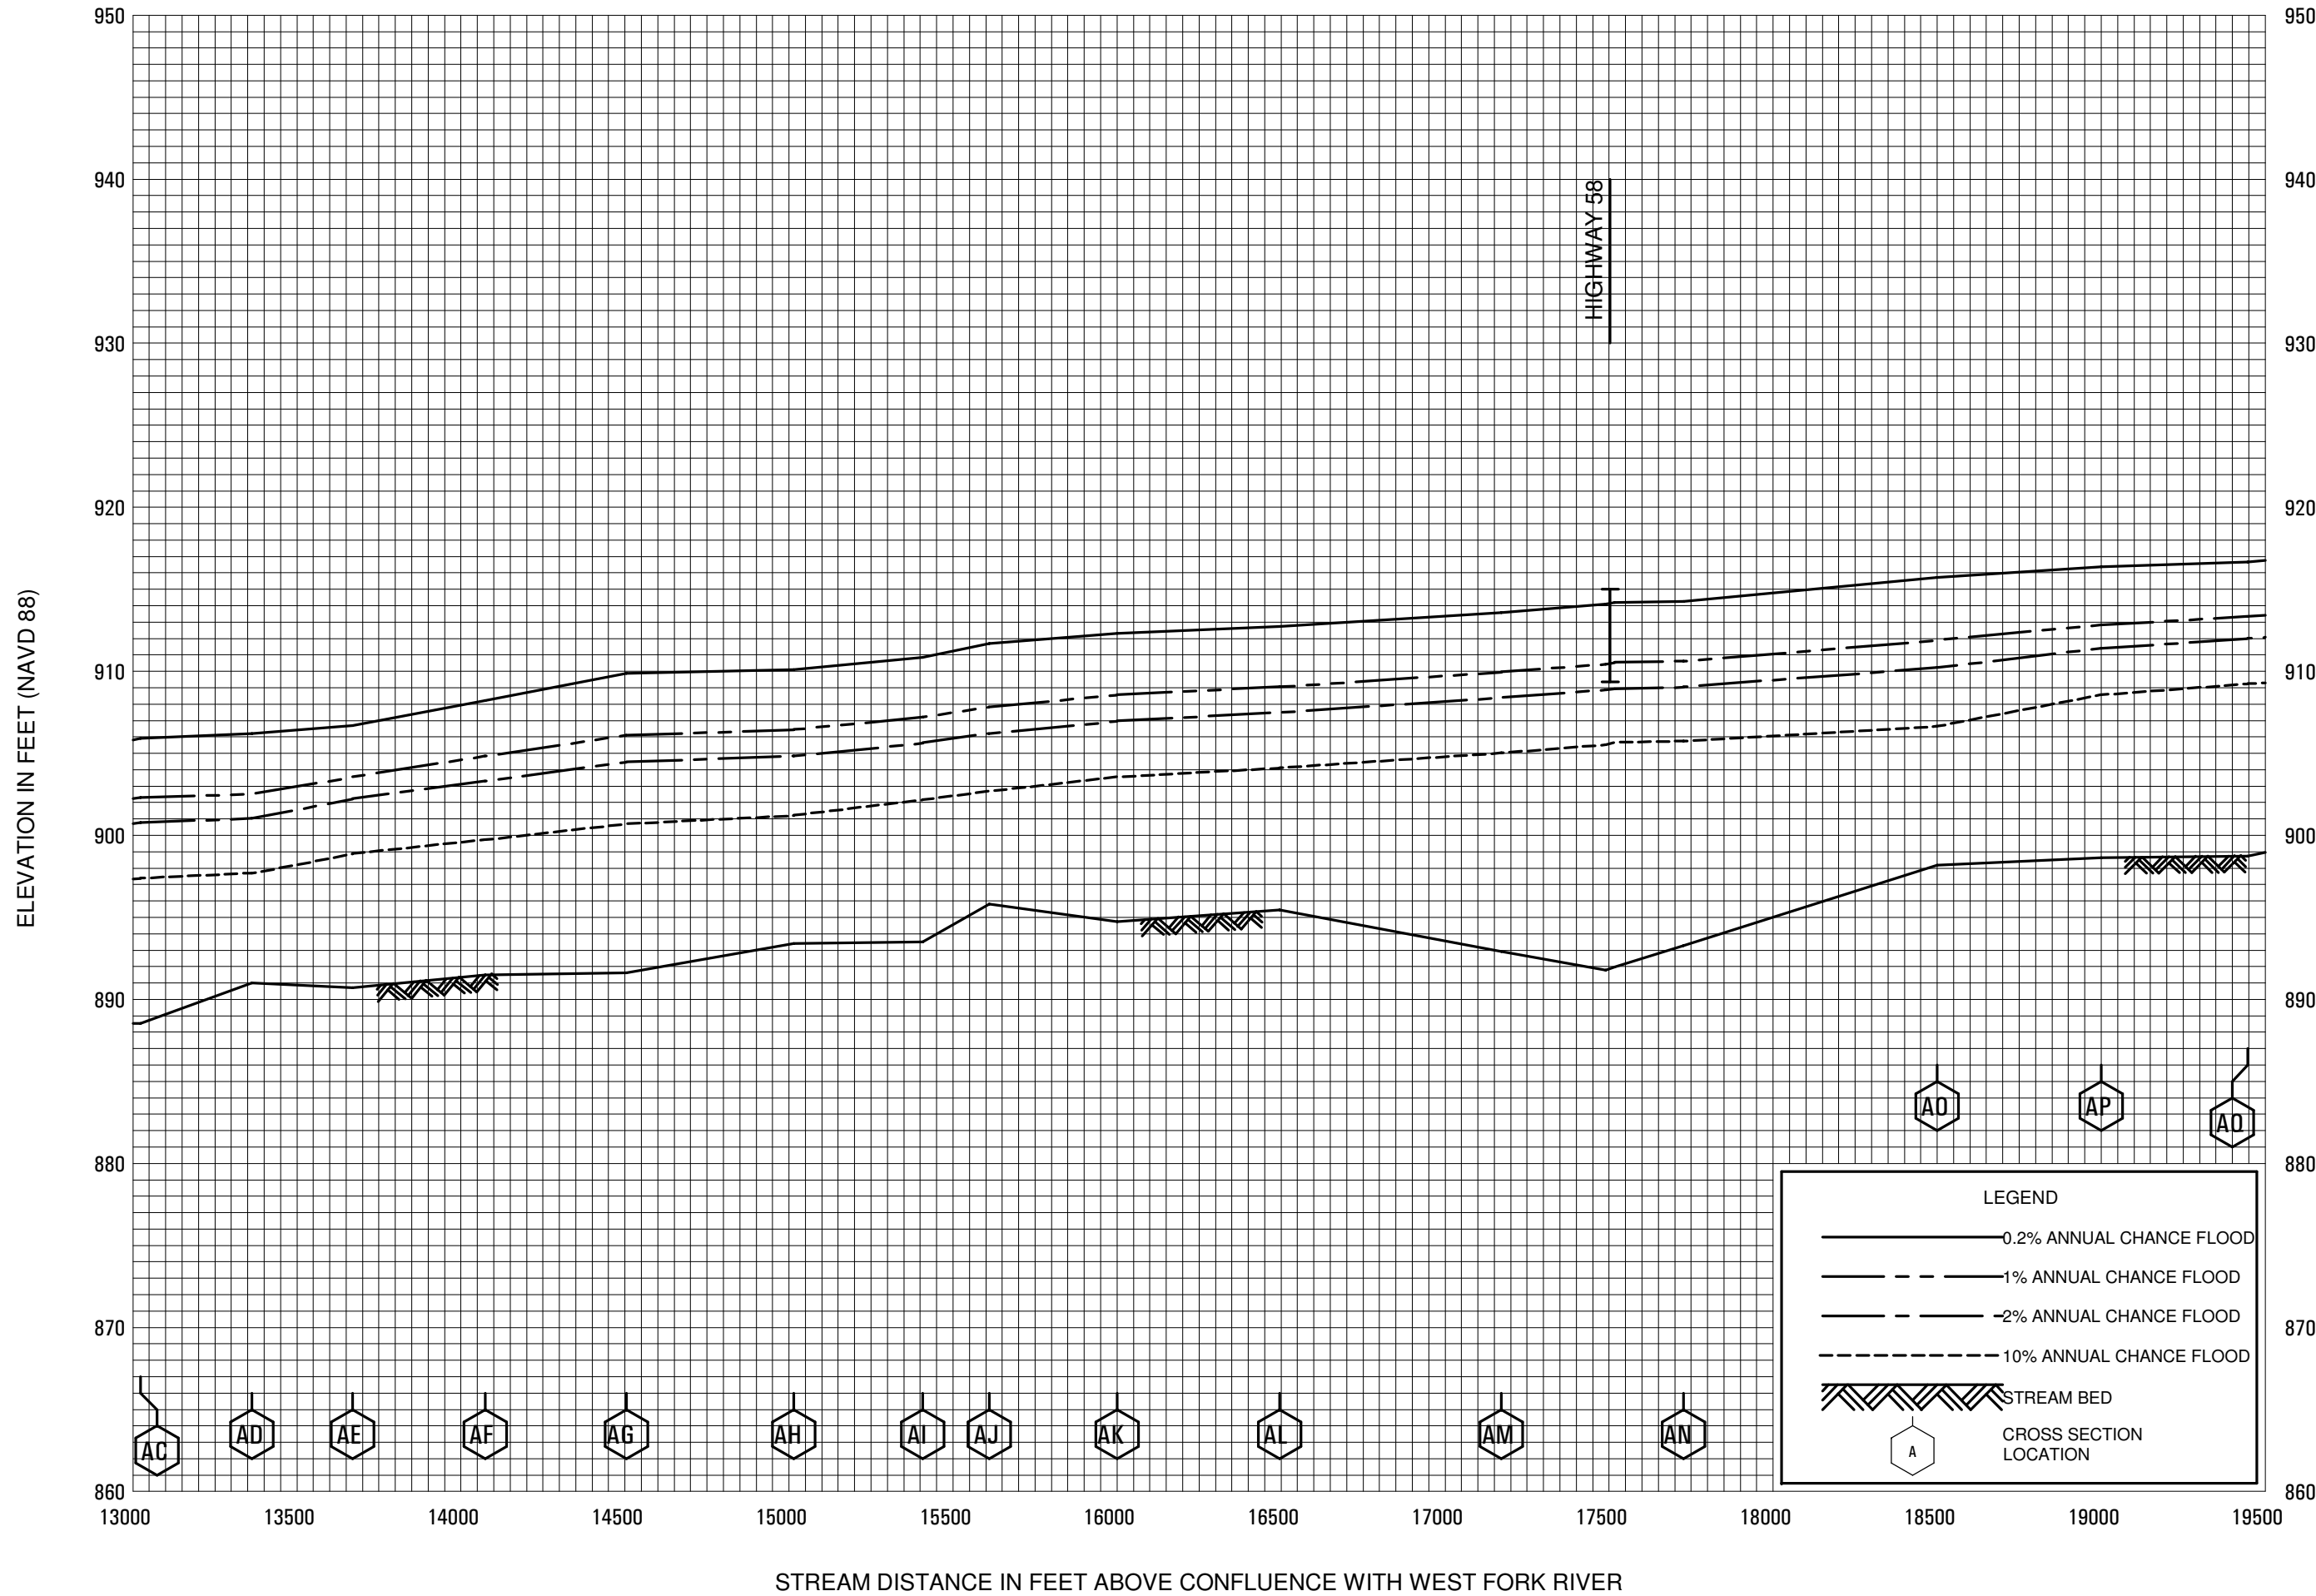 950
940
930
920
910
900
890
880
870
860
950
940
930
920
910
900
890
880
870
860
ELEVATION IN FEET (NAVD 88)
HIGHWAY 58
AO
AP
AQ
AC
AD
AE
AF
AG
AH
AI
AJ
AK
AL
AM
AN
LEGEND
0.2% ANNUAL CHANCE FLOOD
1% ANNUAL CHANCE FLOOD
2% ANNUAL CHANCE FLOOD
10% ANNUAL CHANCE FLOOD
STREAM BED
A
CROSS SECTION
LOCATION
13000 13500 14000 14500 15000 15500 16000 16500 17000 17500 18000 18500 19000 19500
STREAM DISTANCE IN FEET ABOVE CONFLUENCE WITH WEST FORK RIVER